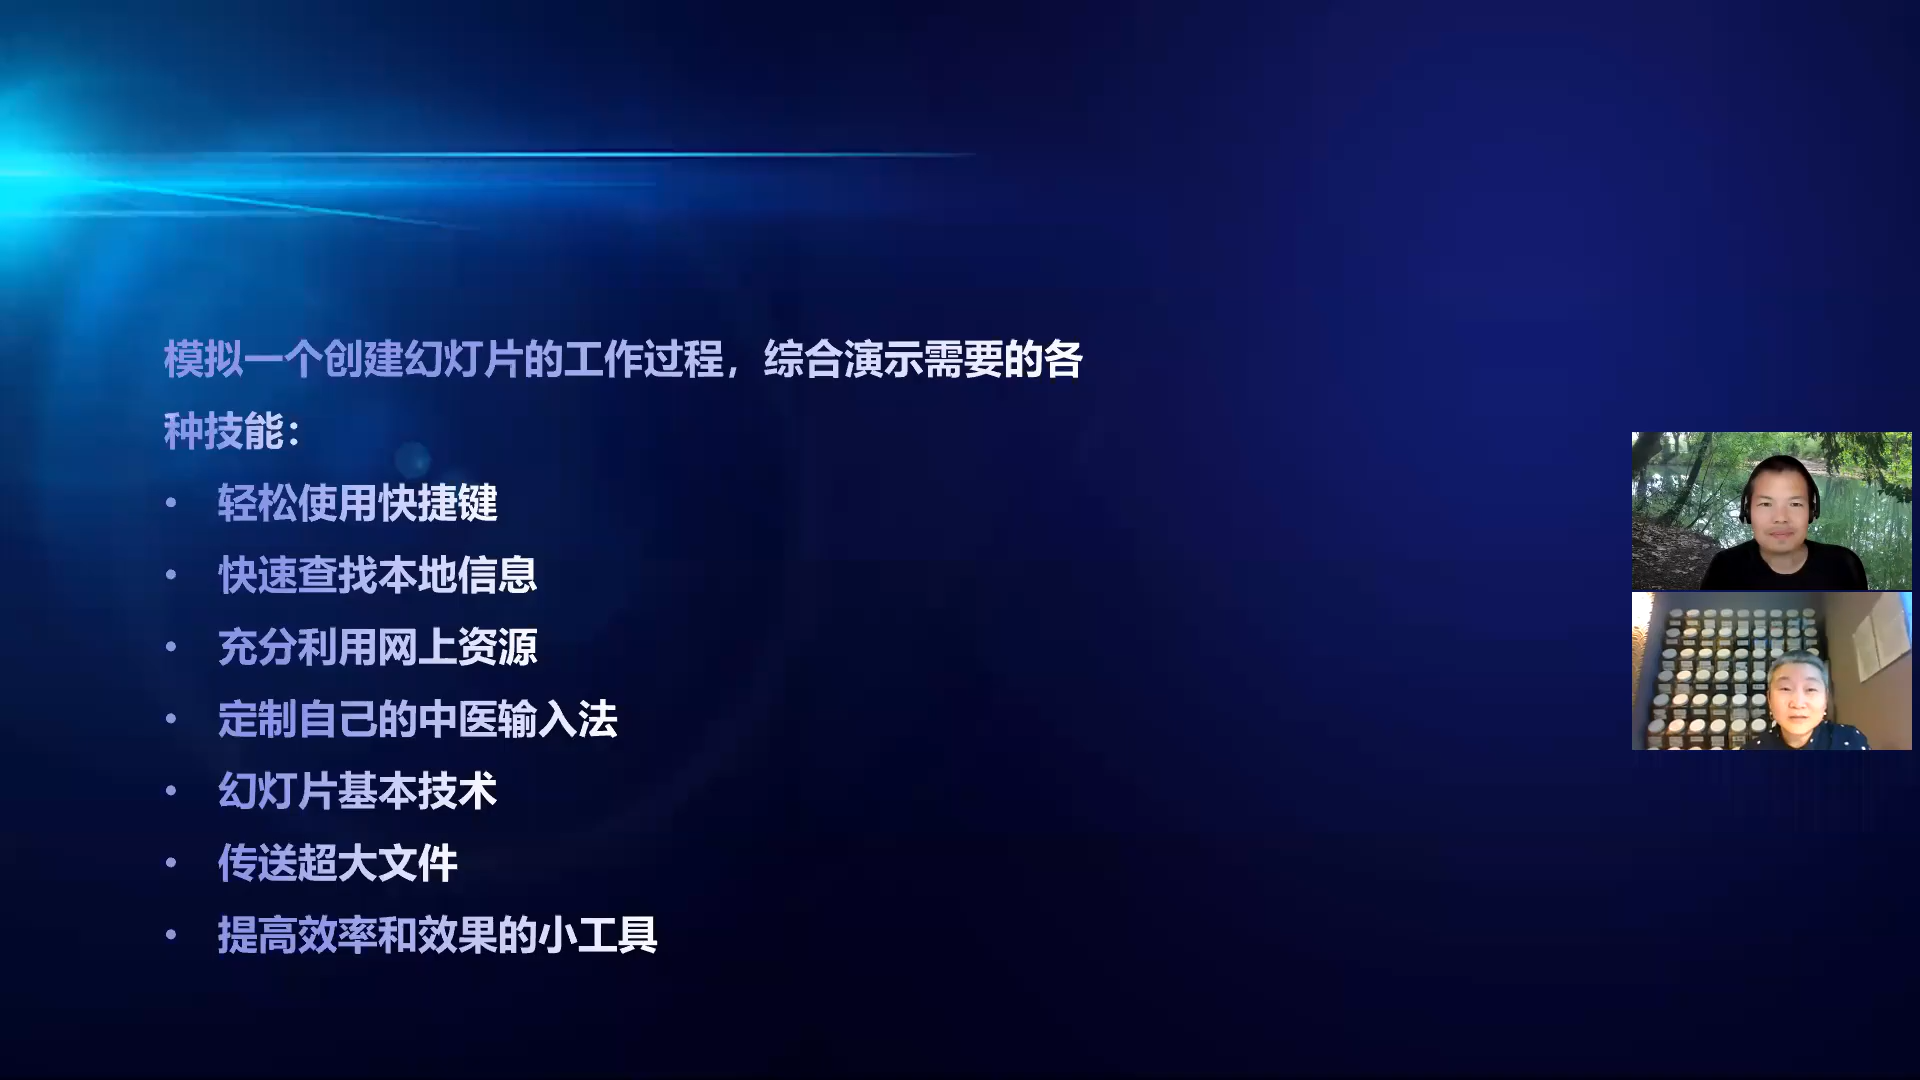 模拟一个创建幻灯片的工作过程，综合演示需要的各
种技能：
• 轻松使用快捷键
• 快速查找本地信息
• 充分利用网上资源
• 定制自己的中医输入法
• 幻灯片基本技术
• 传送超大文件
• 提高效率和效果的小工具